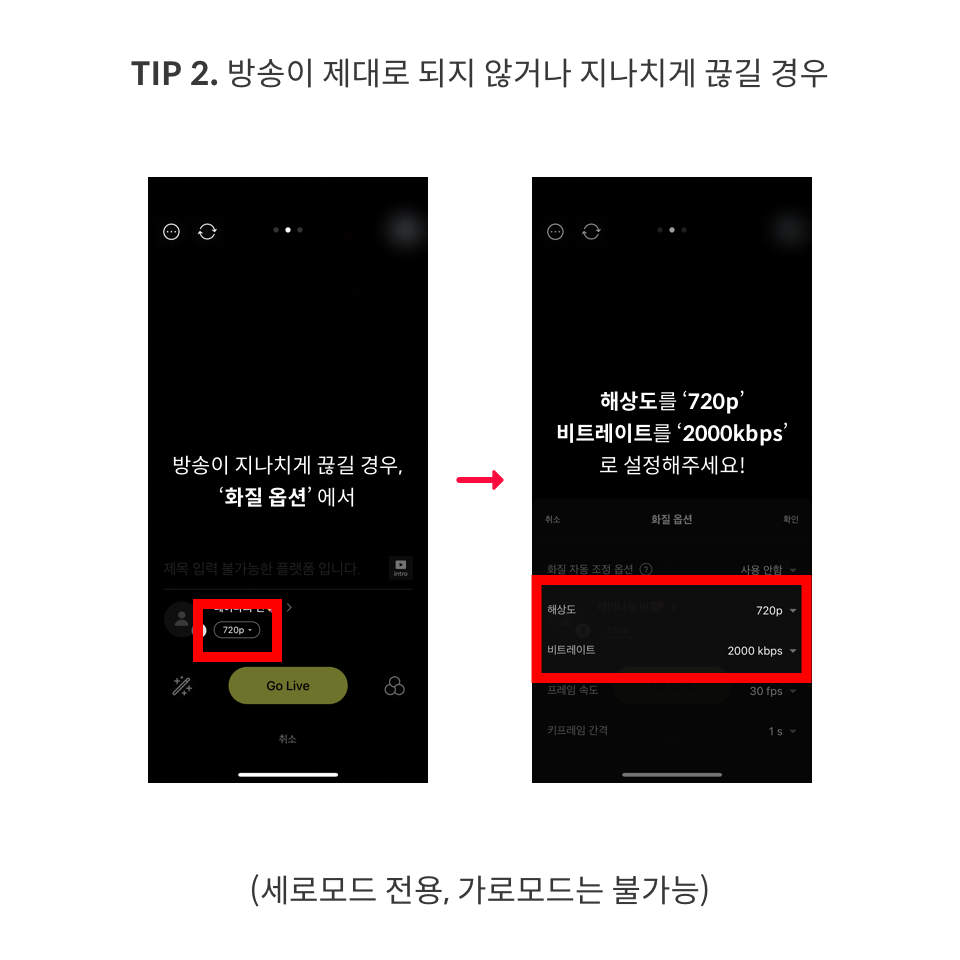 TIP 2. 방송이 제대로 되지 않거나 지나치게 끊길 경우
방송이 지나치게 끊길 경우,
‘화질 옵션’ 에서
제목 입력 불가능한 플랫폼 입니다.
intro
720p
Go Live
취소
해상도를 ‘720p’
비트레이트를 ‘2000kbps’
로 설정해주세요!
취소 화질 옵션 확인
화질 자동 조정 옵션 ? 사용 안함
해상도 720p
비트레이트 2000 kbps
프레임 속도 30 fps
키프레임 간격 1 s
(세로모드 전용, 가로모드는 불가능)